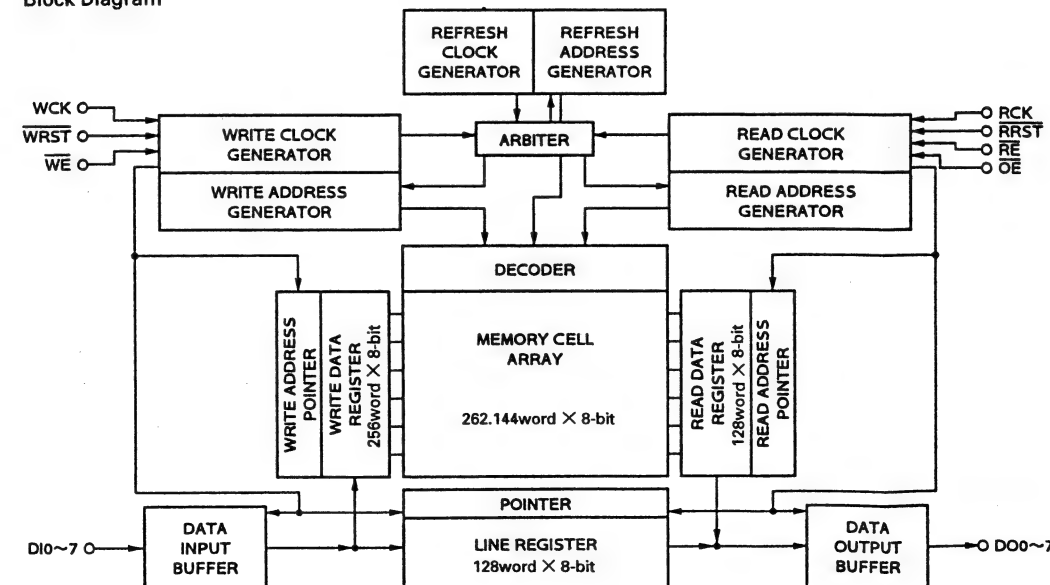 Block Diagram
REFRESH
CLOCK
GENERATOR
REFRESH
ADDRESS
GENERATOR
WCK
WRST
WE
WRITE CLOCK
GENERATOR
WRITE ADDRESS
GENERATOR
ARBITER
READ CLOCK
GENERATOR
READ ADDRESS
GENERATOR
RCK
RRST
RE
OE
DECODER
WRITE ADDRESS
POINTER
WRITE DATA
REGISTER
256word × 8-bit
MEMORY CELL
ARRAY
262.144word × 8-bit
READ DATA
REGISTER
128word × 8-bit
READ ADDRESS
POINTER
POINTER
DI0~7
DATA
INPUT
BUFFER
LINE REGISTER
128word × 8-bit
DATA
OUTPUT
BUFFER
DO0~7